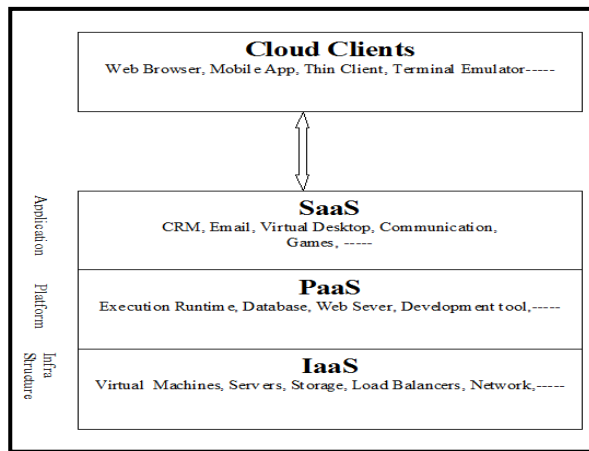 Cloud Clients
Web Browser, Mobile App, Thin Client, Terminal Emulator-----
Application
SaaS
CRM, Email, Virtual Desktop, Communication,
Games, -----
Platform
PaaS
Execution Runtime, Database, Web Sever, Development tool,-----
Infra
Structure
IaaS
Virtual Machines, Servers, Storage, Load Balancers, Network,-----